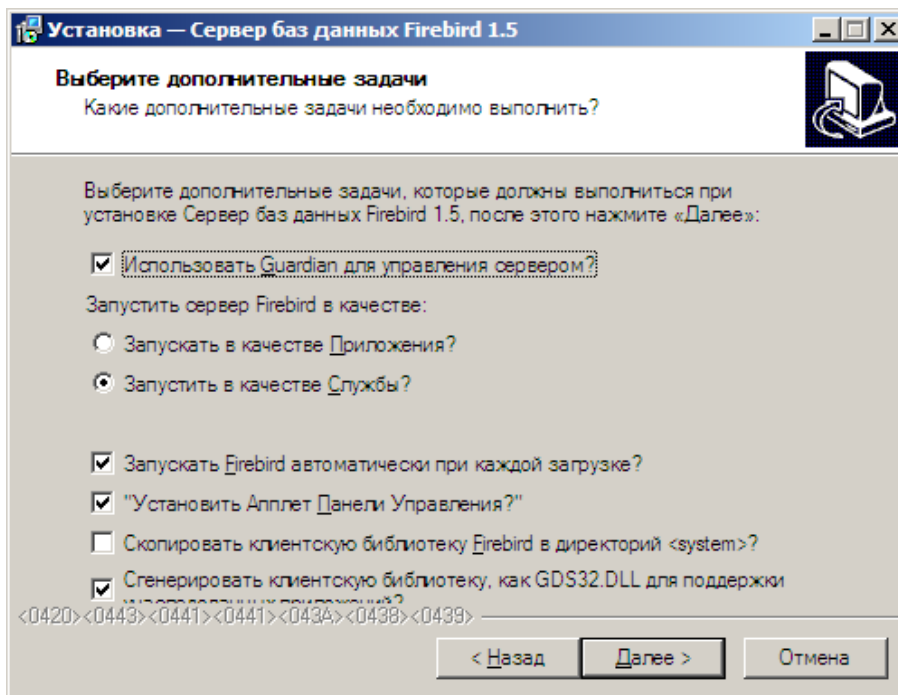 Установка — Сервер баз данных Firebird 1.5
Выберите дополнительные задачи
Какие дополнительные задачи необходимо выполнить?
Выберите дополнительные задачи, которые должны выполниться при
установке Сервер баз данных Firebird 1.5, после этого нажмите «Далее»:
Использовать Guardian для управления сервером?
Запустить сервер Firebird в качестве:
Запускать в качестве Приложения?
Запустить в качестве Службы?
Запускать Firebird автоматически при каждой загрузке?
"Установить Апплет Панели Управления?"
Скопировать клиентскую библиотеку Firebird в директорий <system>?
Сгенерировать клиентскую библиотеку, как GDS32.DLL для поддержки
<0420><0443><0441><0441><043A><0438><0439>
< Назад
Далее >
Отмена